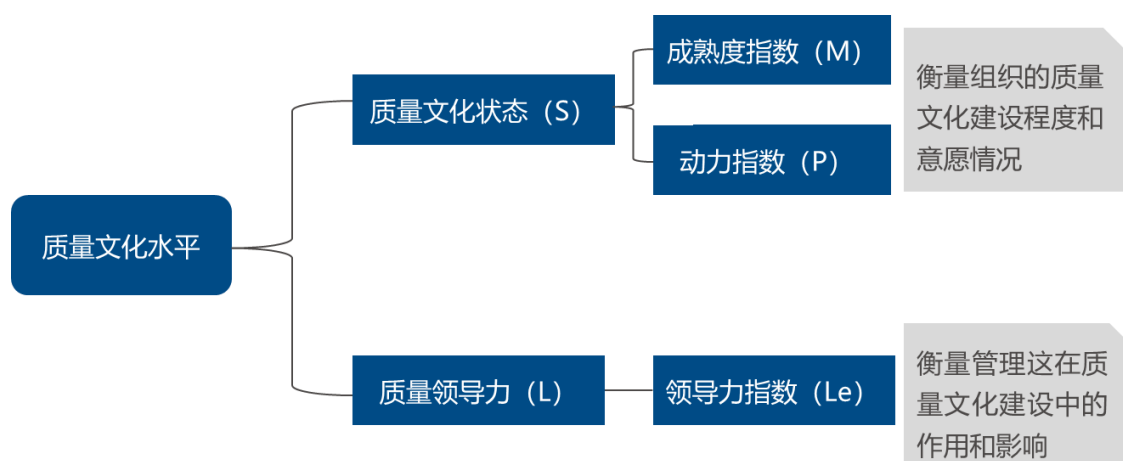 质量文化水平
质量文化状态（S）
成熟度指数（M）
动力指数（P）
衡量组织的质量
文化建设程度和
意愿情况
质量领导力（L）
领导力指数（Le）
衡量管理这在质
量文化建设中的
作用和影响